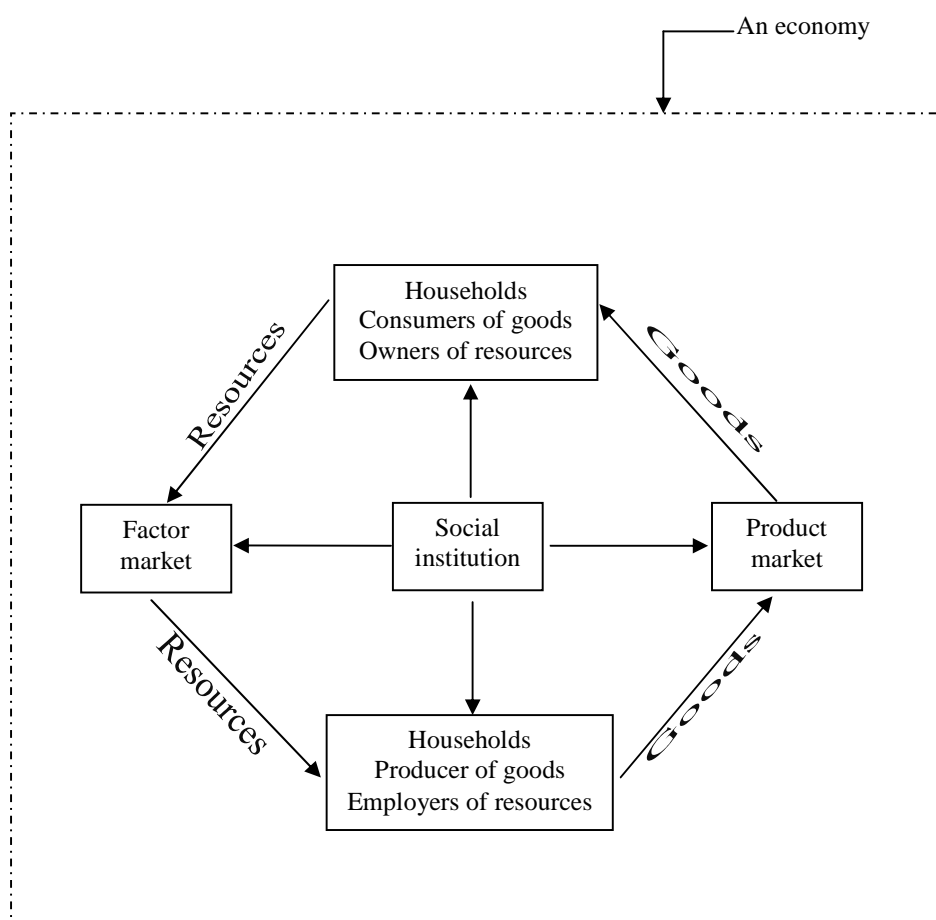 An economy
Households
Consumers of goods
Owners of resources
Resources
Goods
Factor
market
Social
institution
Product
market
Resources
Goods
Households
Producer of goods
Employers of resources